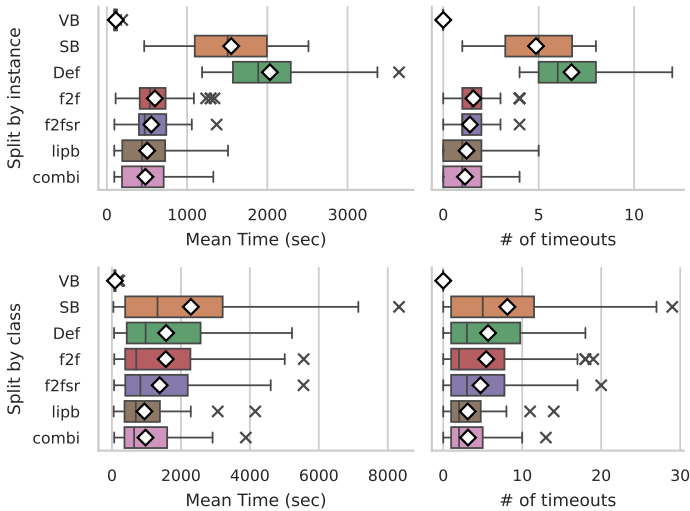 Split by instance
VB
SB
Def
f2f
f2fsr
lipb
combi
0 1000 2000 3000
Mean Time (sec)
0 5 10
# of timeouts
Split by class
VB
SB
Def
f2f
f2fsr
lipb
combi
0 2000 4000 6000 8000
Mean Time (sec)
0 10 20 30
# of timeouts